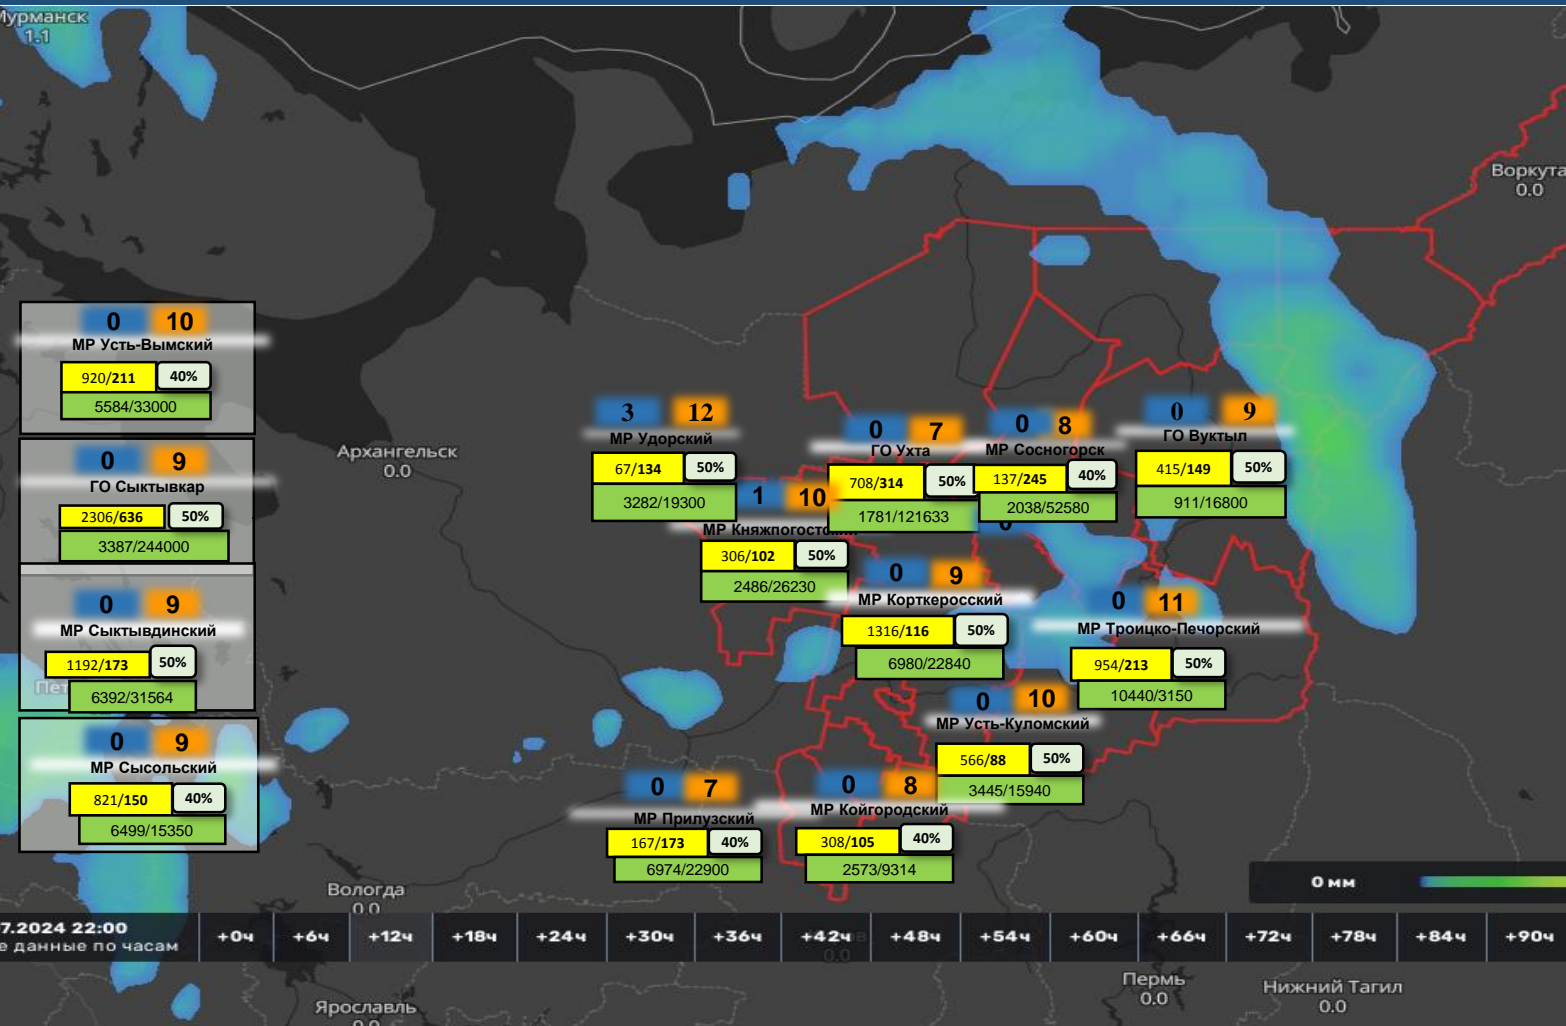 Мурманск
1.1
Воркута
0.0
0 10
МР Усть-Вымский
920/211 40%
5584/33000
0 9
ГО Сыктывкар
2306/636 50%
3387/244000
0 9
МР Сыктывдинский
1192/173 50%
6392/31564
0 9
МР Сысольский
821/150 40%
6499/15350
Архангельск
0.0
3 12
МР Удорский
67/134 50%
3282/19300
1 10
МР Княжпогостский
306/102 50%
2486/26230
0 7
ГО Ухта
708/314 50%
1781/121633
0 8
МР Сосногорск
137/245 40%
2038/52580
0 9
ГО Вуктыл
415/149 50%
911/16800
0
0 9
МР Корткеросский
1316/116 50%
6980/22840
0 11
МР Троицко-Печорский
954/213 50%
10440/3150
0 10
МР Усть-Куломский
566/88 50%
3445/15940
0 7
МР Прилузский
167/173 40%
6974/22900
0 8
МР Койгородский
308/105 40%
2573/9314
0 мм
Вологда
0.0
7.2024 22:00
е данные по часам
+0ч +6ч +12ч +18ч +24ч +30ч +36ч +42ч +48ч +54ч +60ч +66ч +72ч +78ч +84ч +90ч
0.0
Пермь
0.0
Нижний Тагил
0.0
Ярославль
0.0